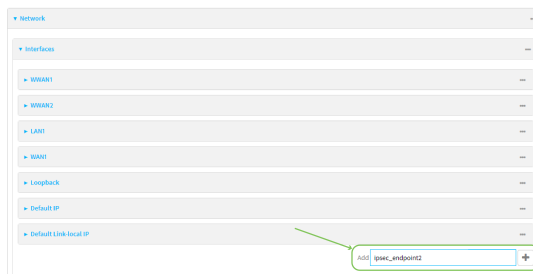 Network
Interfaces
WWAN1
WWAN2
LAN1
WAN1
Loopback
Default IP
Default Link-local IP
Add ipsec_endpoint2